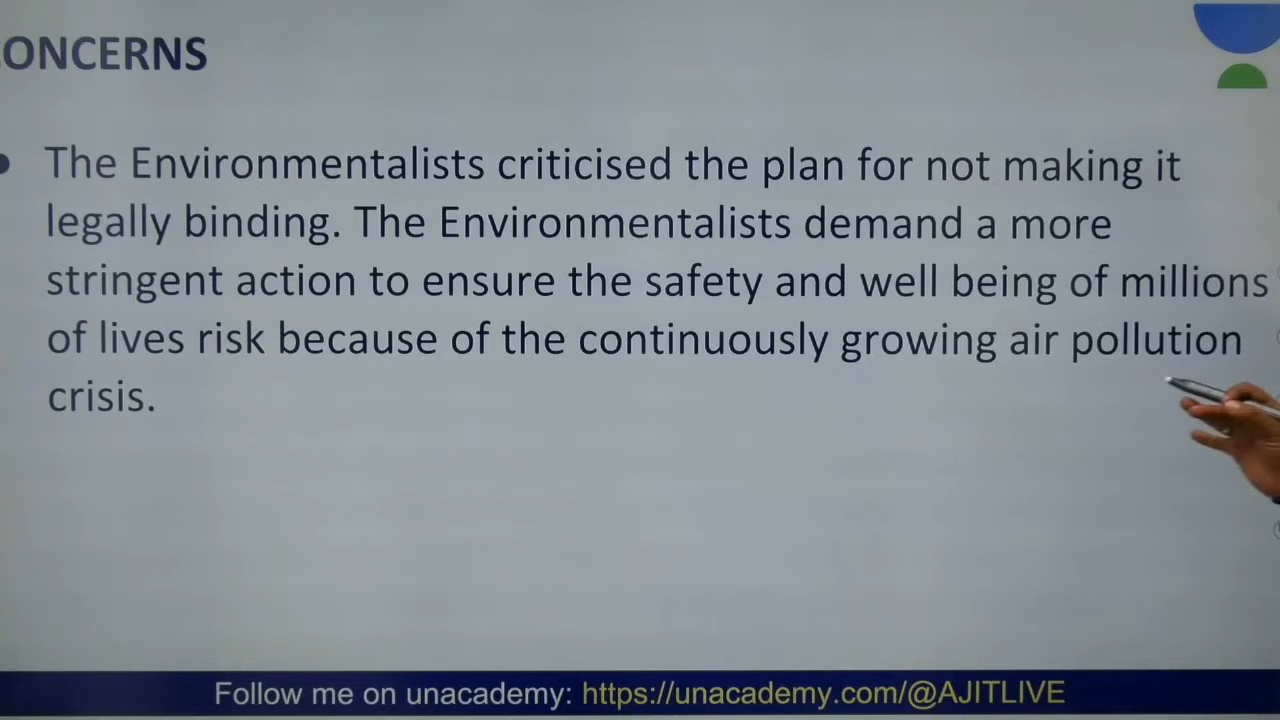 ONCERNS
The Environmentalists criticised the plan for not making it
legally binding. The Environmentalists demand a more
stringent action to ensure the safety and well being of millions
of lives risk because of the continuously growing air pollution
crisis.
Follow me on unacademy: https://unacademy.com/@AJITLIVE